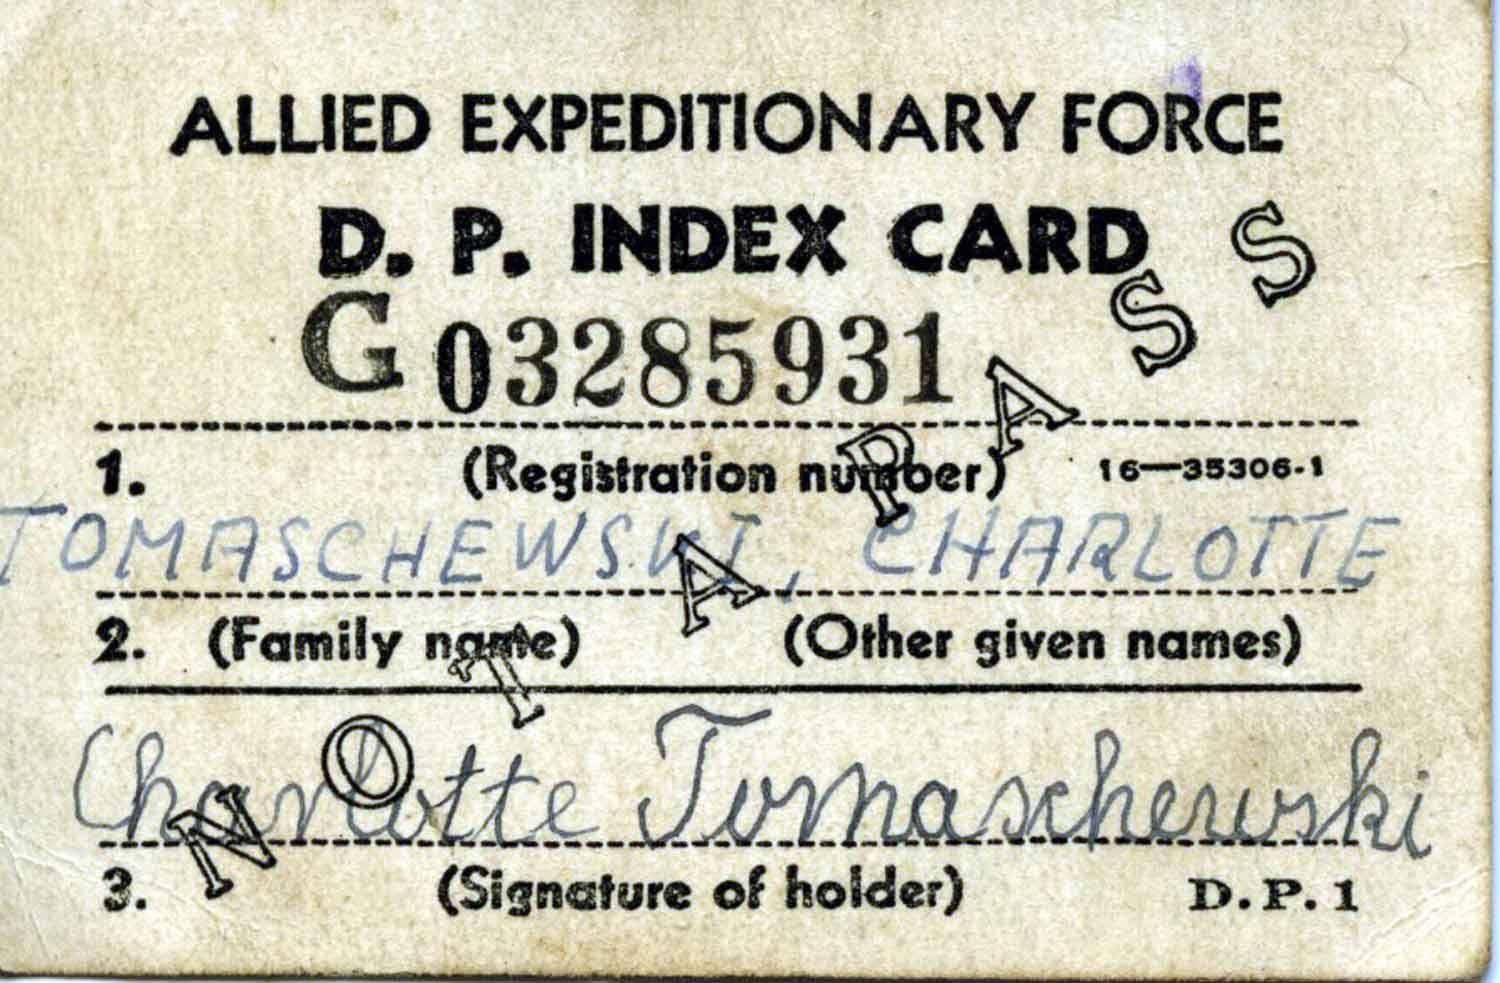 ALLIED EXPEDITIONARY FORCE
D. P. INDEX CARD
G 03285931
1. (Registration number) 16—35306-1
TOMASCHEWSKI, CHARLOTTE
2. (Family name) (Other given names)
Charlotte Tomaschewski
3. (Signature of holder) D.P.1
NOT A PASS